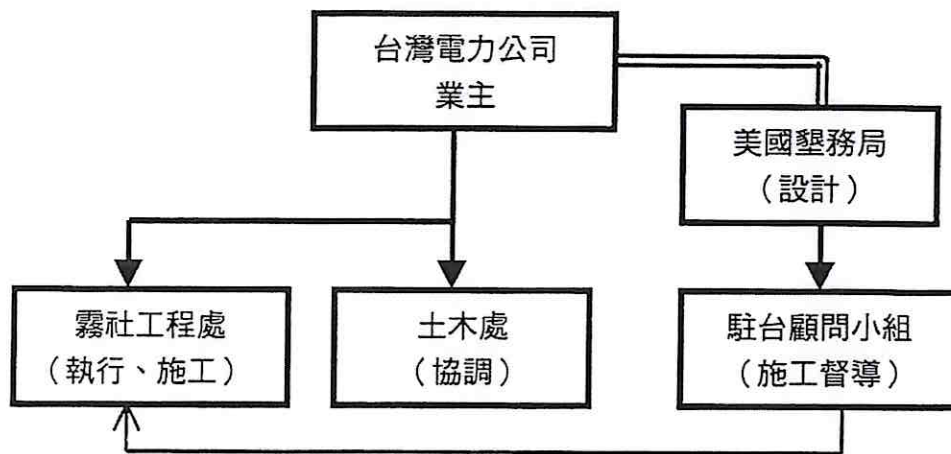 台灣電力公司
業主
美國墾務局
（設計）
霧社工程處
（執行、施工）
土木處
（協調）
駐台顧問小組
（施工督導）